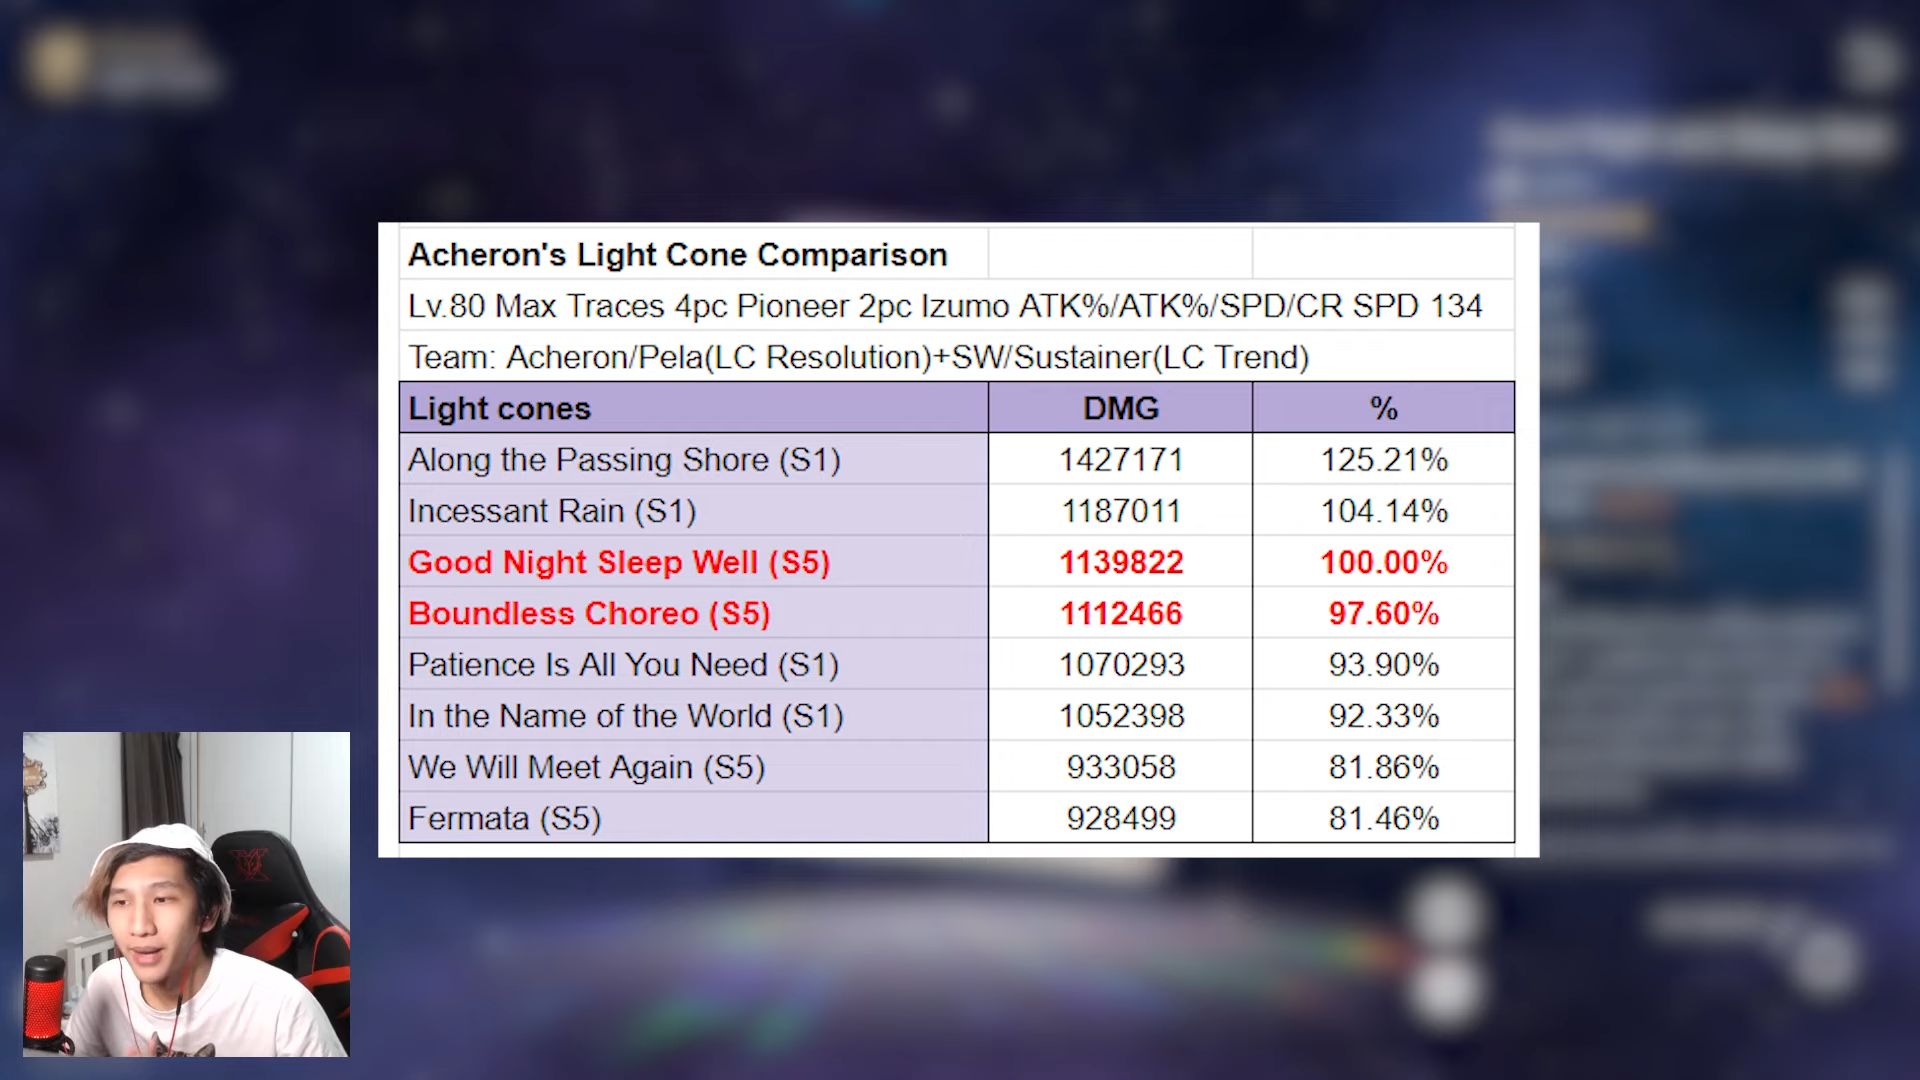 Acheron's Light Cone Comparison
Lv.80 Max Traces 4pc Pioneer 2pc Izumo ATK%/ATK%/SPD/CR SPD 134
Team: Acheron/Pela(LC Resolution)+SW/Sustainer(LC Trend)
Light cones DMG %
Along the Passing Shore (S1) 1427171 125.21%
Incessant Rain (S1) 1187011 104.14%
Good Night Sleep Well (S5) 1139822 100.00%
Boundless Choreo (S5) 1112466 97.60%
Patience Is All You Need (S1) 1070293 93.90%
In the Name of the World (S1) 1052398 92.33%
We Will Meet Again (S5) 933058 81.86%
Fermata (S5) 928499 81.46%